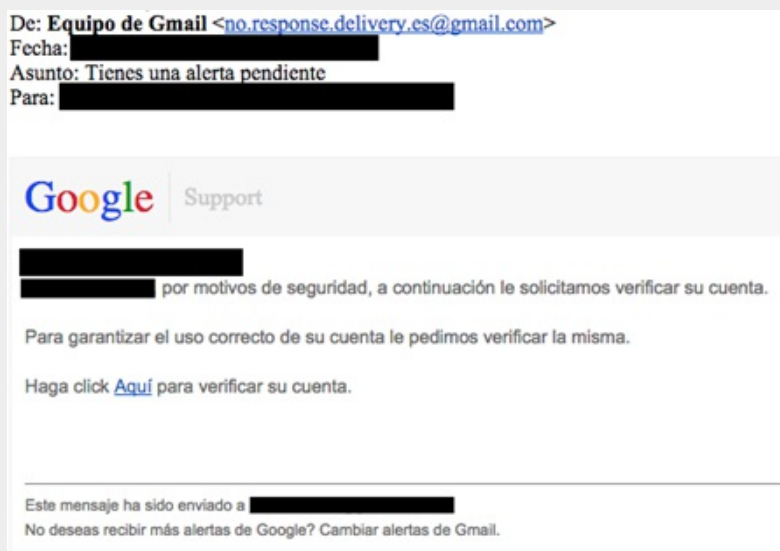 De: Equipo de Gmail <no.response.delivery.es@gmail.com>
Fecha:
Asunto: Tienes una alerta pendiente
Para:
Google Support
por motivos de seguridad, a continuación le solicitamos verificar su cuenta.
Para garantizar el uso correcto de su cuenta le pedimos verificar la misma.
Haga click Aquí para verificar su cuenta.
Este mensaje ha sido enviado a
No deseas recibir más alertas de Google? Cambiar alertas de Gmail.